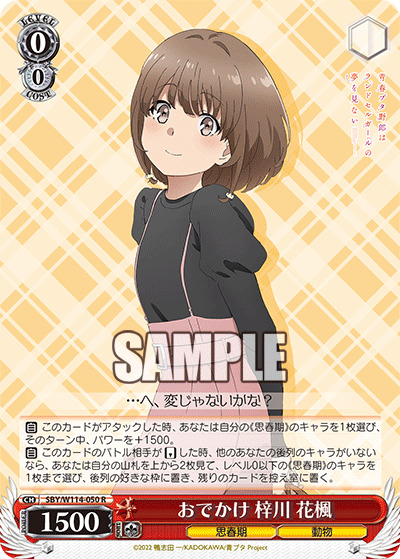 LEVEL
0
0
COST
青春ブタ野郎は
ランドセルガールの
夢を見ない
SAMPLE
…へ、変じゃないかな?
自 このカードがアタックした時、あなたは自分の《思春期》のキャラを1枚選び、
そのターン中、パワーを+1500。
自 このカードのバトル相手が した時、他のあなたの後列のキャラがいない
なら、あなたは自分の山札を上から2枚見て、レベル0以下の《思春期》のキャラを
1枚まで選び、後列の好きな枠に置き、残りのカードを控え室に置く。
CH SBY/W114-050 R
1500
おでかけ 梓川 花楓
思春期
動物
©2022 鴨志田 一/KADOKAWA/青ブタ Project